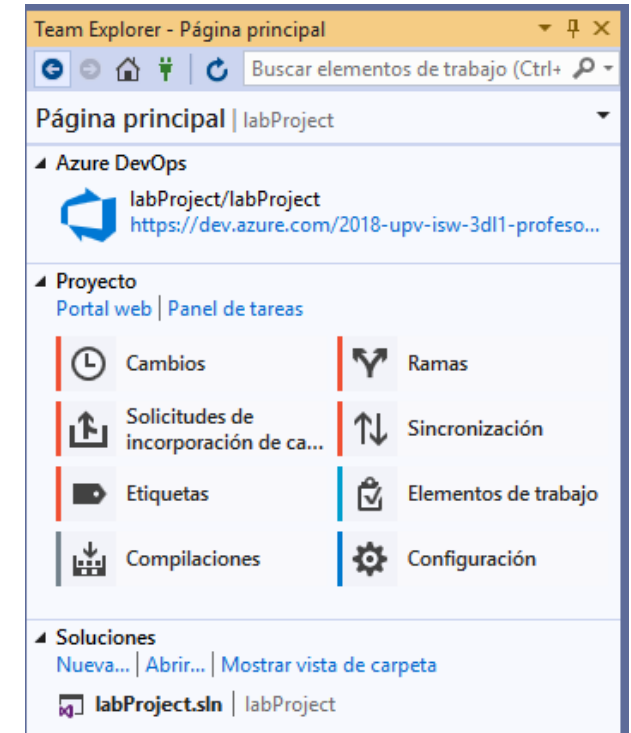 Team Explorer - Página principal
Buscar elementos de trabajo (Ctrl+
Página principal | labProject
Azure DevOps
labProject/labProject
https://dev.azure.com/2018-upv-isw-3dl1-profeso...
Proyecto
Portal web | Panel de tareas
Cambios
Ramas
Solicitudes de
incorporación de ca...
Sincronización
Etiquetas
Elementos de trabajo
Compilaciones
Configuración
Soluciones
Nueva... | Abrir... | Mostrar vista de carpeta
labProject.sln | labProject